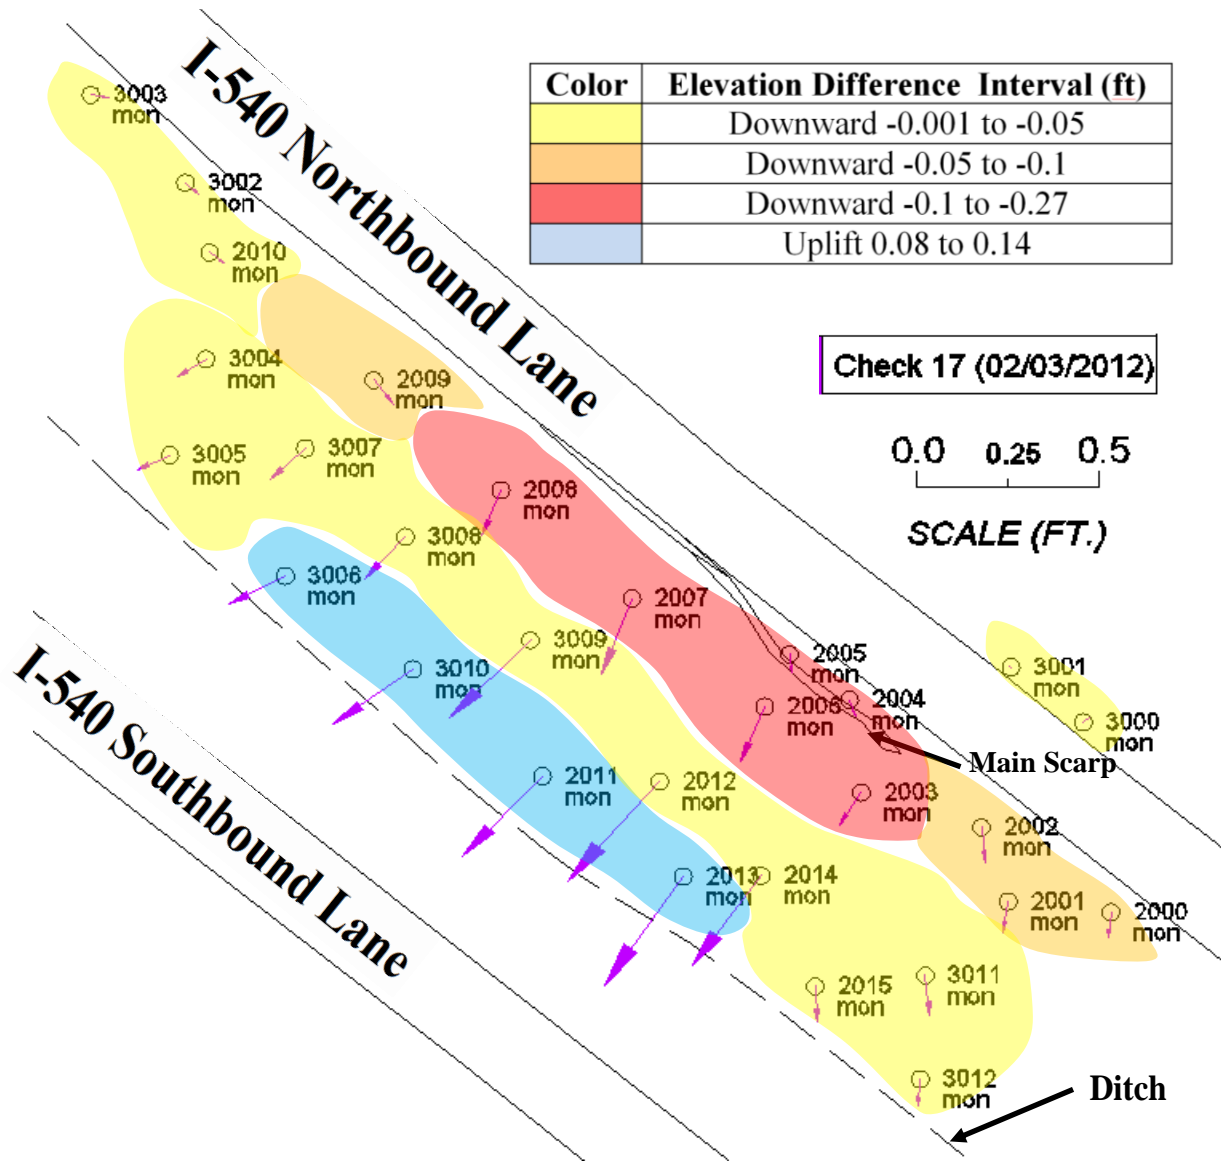 I-540 Northbound Lane
Color Elevation Difference Interval (ft)
Downward -0.001 to -0.05
Downward -0.05 to -0.1
Downward -0.1 to -0.27
Uplift 0.08 to 0.14
Check 17 (02/03/2012)
0.0 0.25 0.5
SCALE (FT.)
3003
mon
3002
mon
2010
mon
3004
mon
2009
mon
3005
mon
3007
mon
2008
mon
3008
mon
3006
mon
2007
mon
3009
mon
2005
mon
3010
mon
3001
mon
2006
mon
2004
mon
3000
mon
Main Scarp
2011
mon
2012
mon
2003
mon
2002
mon
2013
mon
2014
mon
2001
mon
2000
mon
2015
mon
3011
mon
3012
mon
I-540 Southbound Lane
Ditch